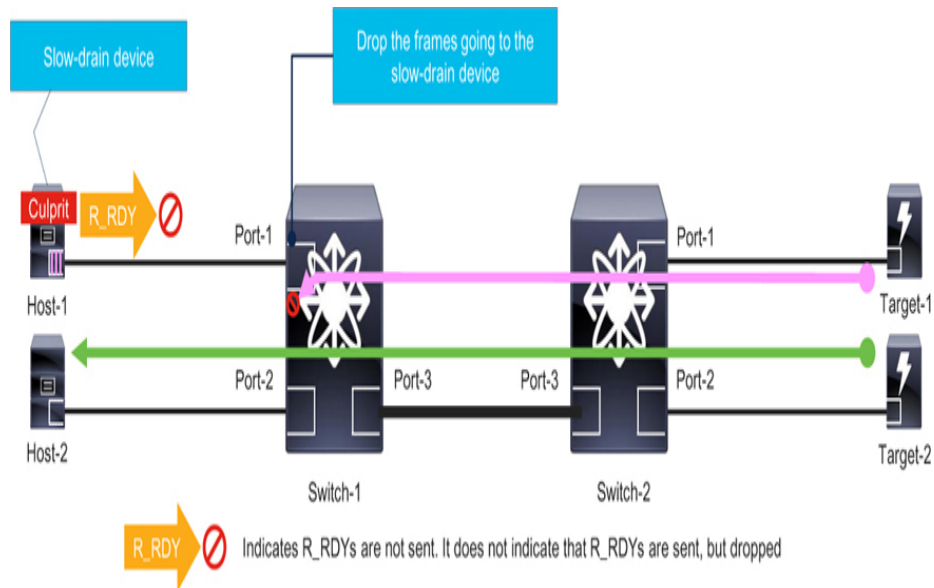 Slow-drain device
Drop the frames going to the
slow-drain device
Culprit
R_RDY
Port-1
Port-1
Host-1
Target-1
Port-2
Port-3
Port-3
Port-2
Host-2
Target-2
Switch-1
Switch-2
R_RDY
Indicates R_RDYs are not sent. It does not indicate that R_RDYs are sent, but dropped